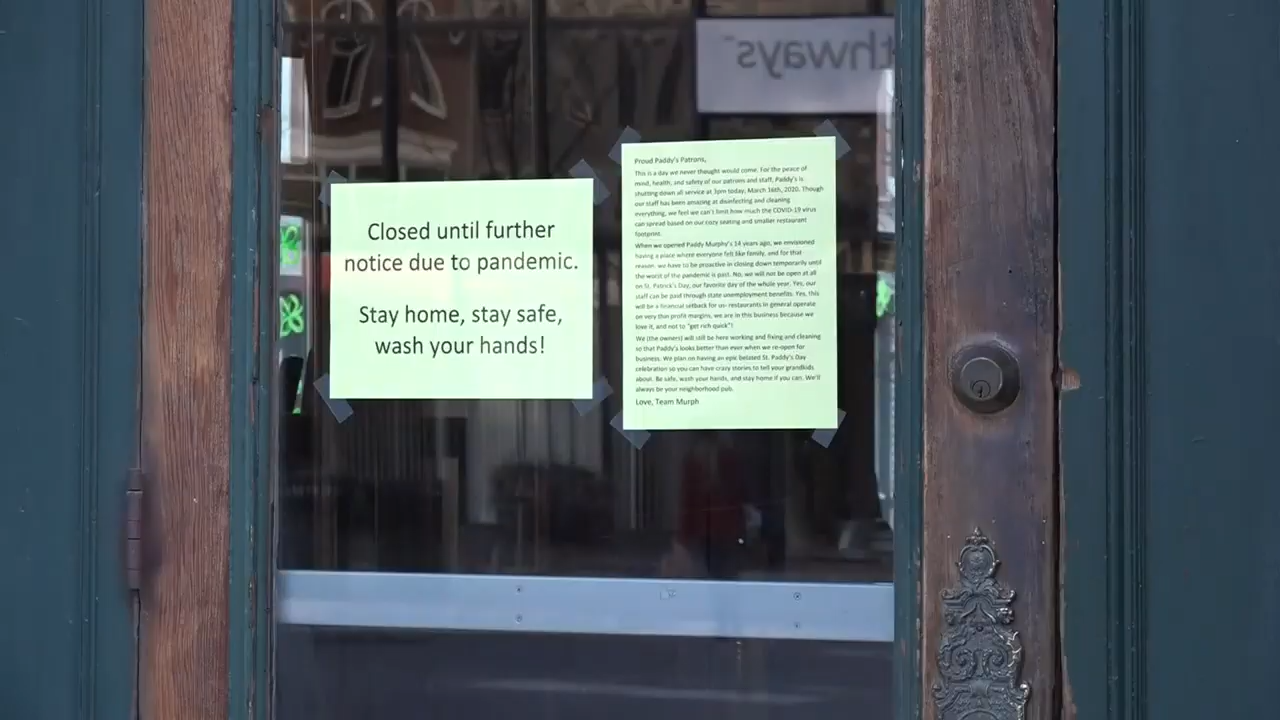 thways
Closed until further
notice due to pandemic.
Stay home, stay safe,
wash your hands!
Proud Paddy's Patrons,
This is a day we never thought would come. For the peace of
mind, health, and safety of our patrons and staff, Paddy's is
shutting down all service at 3pm today, March 16th, 2020. Though
our staff has been amazing at disinfecting and cleaning
everything, we feel we can't limit how much the COVID-19 virus
can spread based on our cozy seating and smaller restaurant
footprint.
When we opened Paddy Murphy's 14 years ago, we envisioned
having a place where everyone felt like family, and for that
reason, we have to be proactive in closing down temporarily until
the worst of the pandemic is past. No, we will not be open at all
on St. Patrick's Day, our favorite day of the whole year. Yes, our
staff can be paid through state unemployment benefits. Yes, this
will be a financial setback for us- restaurants in general operate
on very thin profit margins, we are in this business because we
love it, and not to "get rich quick"!
We (the owners) will still be here working and fixing and cleaning
so that Paddy's looks better than ever when we re-open for
business. We plan on having an epic belated St. Paddy's Day
celebration so you can have crazy stories to tell your grandkids
about. Be safe, wash your hands, and stay home if you can. We'll
always be your neighborhood pub.
Love, Team Murph